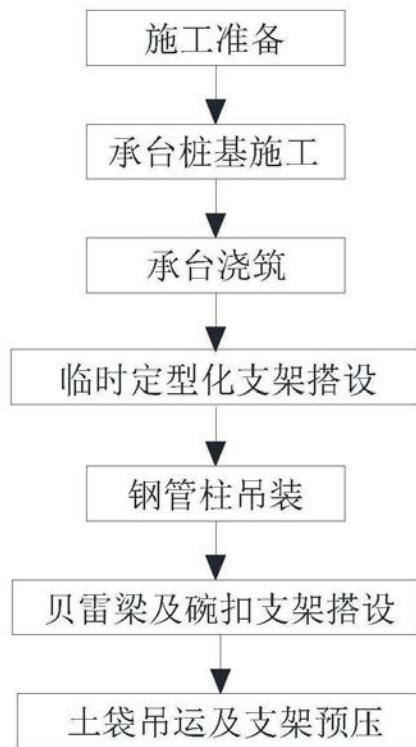 施工准备
承台桩基施工
承台浇筑
临时定型化支架搭设
钢管柱吊装
贝雷梁及碗扣支架搭设
土袋吊运及支架预压